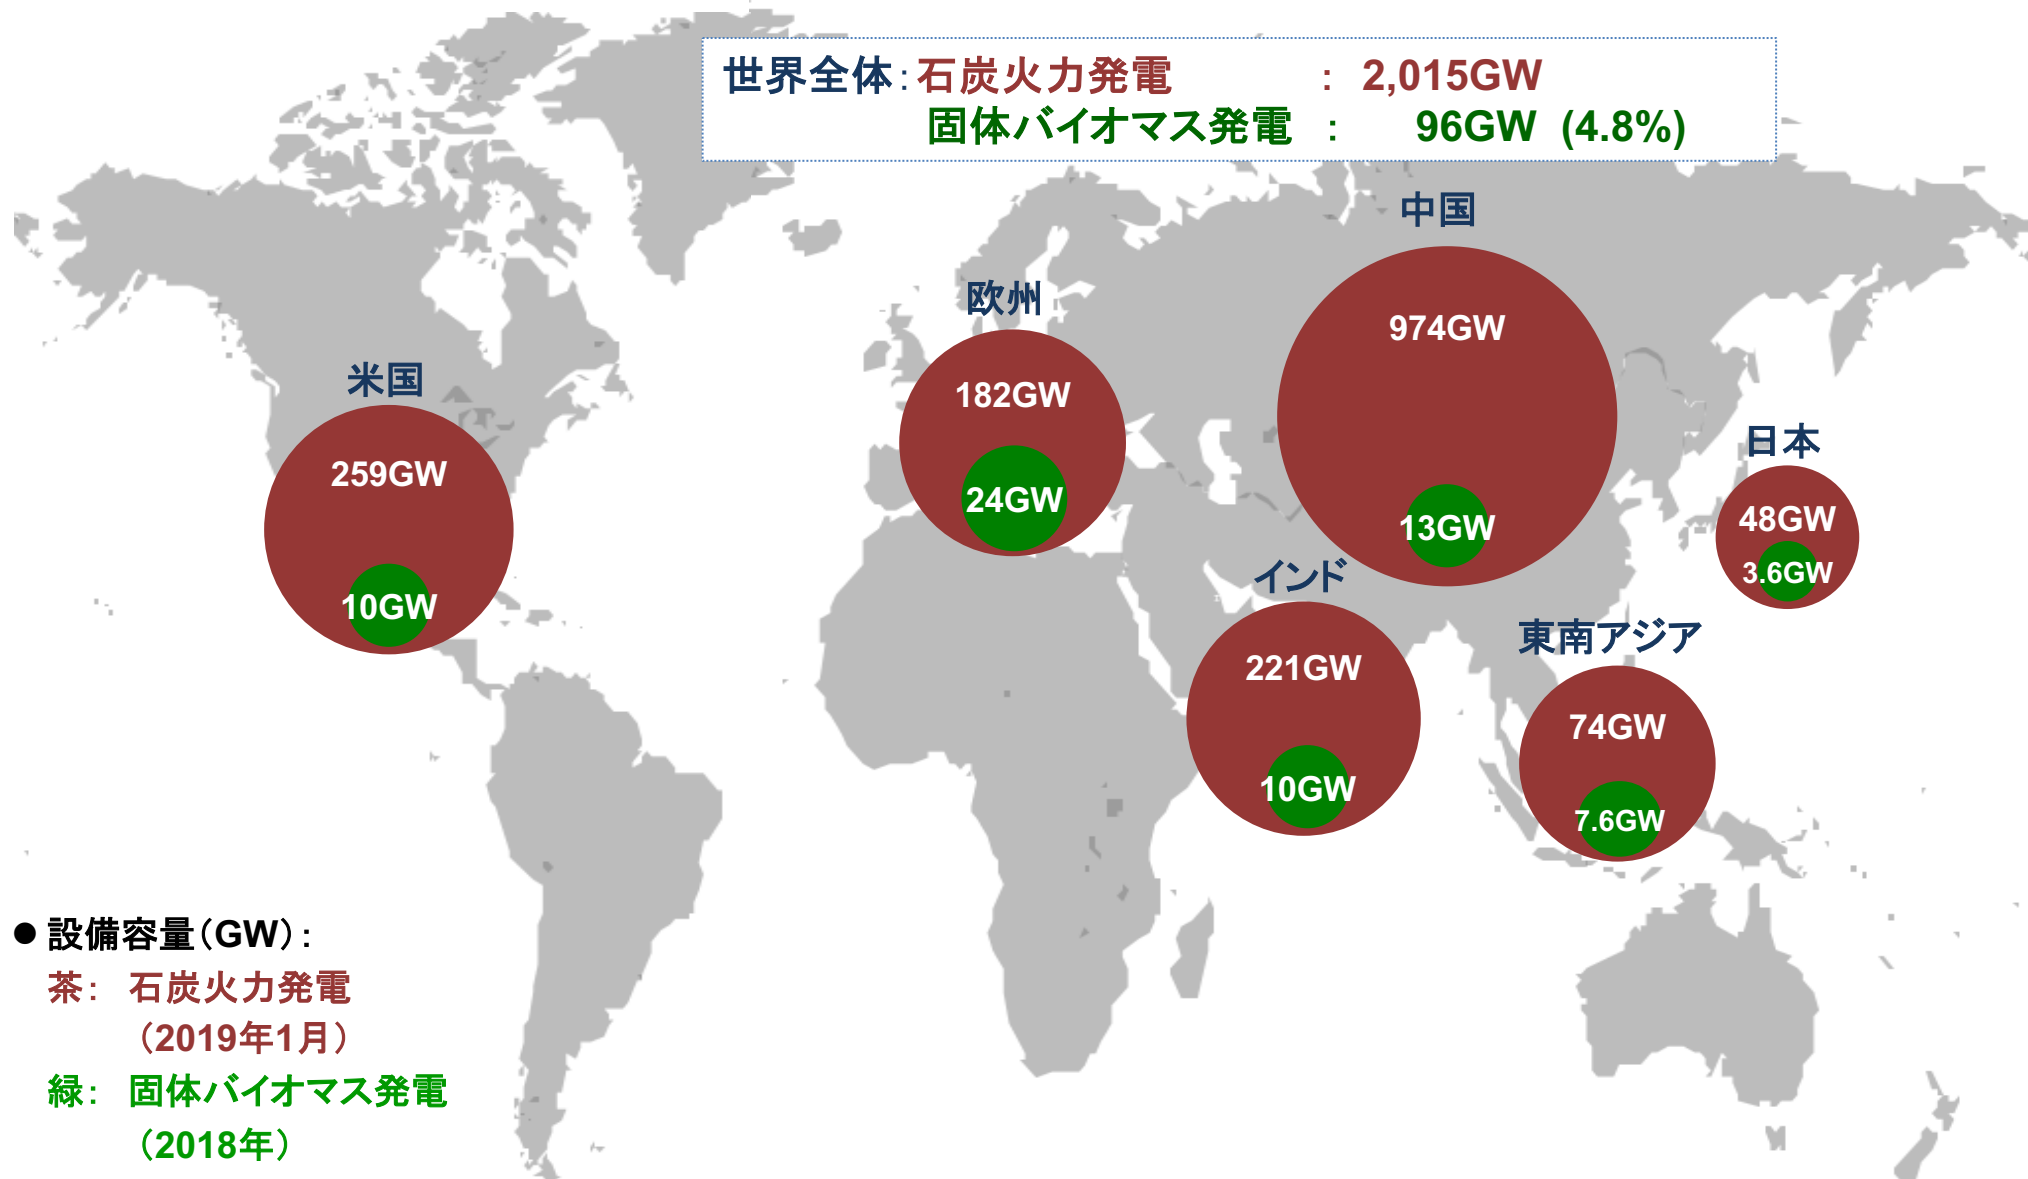 世界全体：石炭火力発電 ： 2,015GW
固体バイオマス発電 ： 96GW (4.8%)
中国
974GW
13GW
欧州
182GW
24GW
米国
259GW
10GW
日本
48GW
3.6GW
インド
221GW
10GW
東南アジア
74GW
7.6GW
● 設備容量（GW）：
茶： 石炭火力発電
（2019年1月）
緑： 固体バイオマス発電
（2018年）